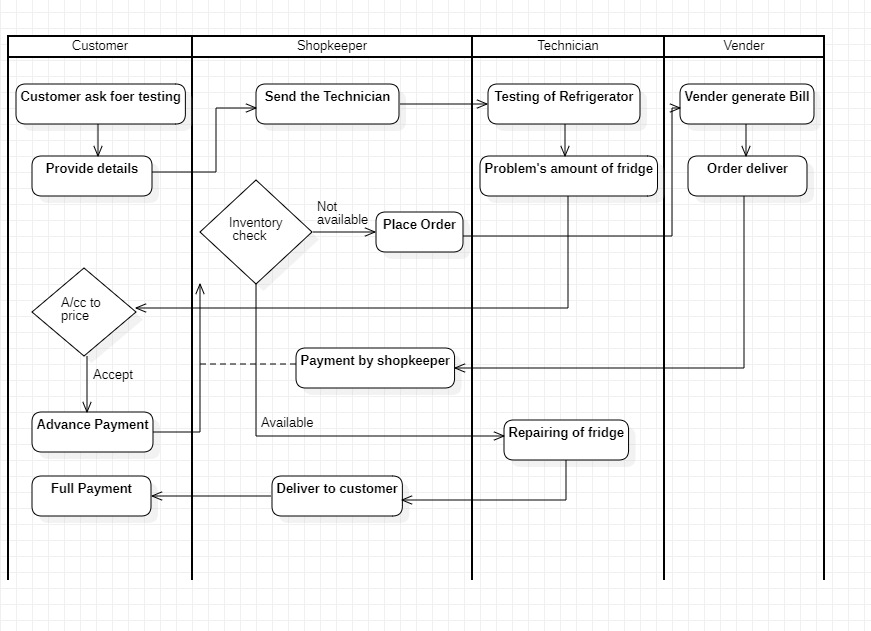 Customer
Shopkeeper
Technician
Vender
Customer ask foer testing
Send the Technician
Testing of Refrigerator
Vender generate Bill
Provide details
Problem's amount of fridge
Order deliver
Inventory
check
Not
available
Place Order
A/cc to
price
Payment by shopkeeper
Accept
Advance Payment
Available
Repairing of fridge
Full Payment
Deliver to customer